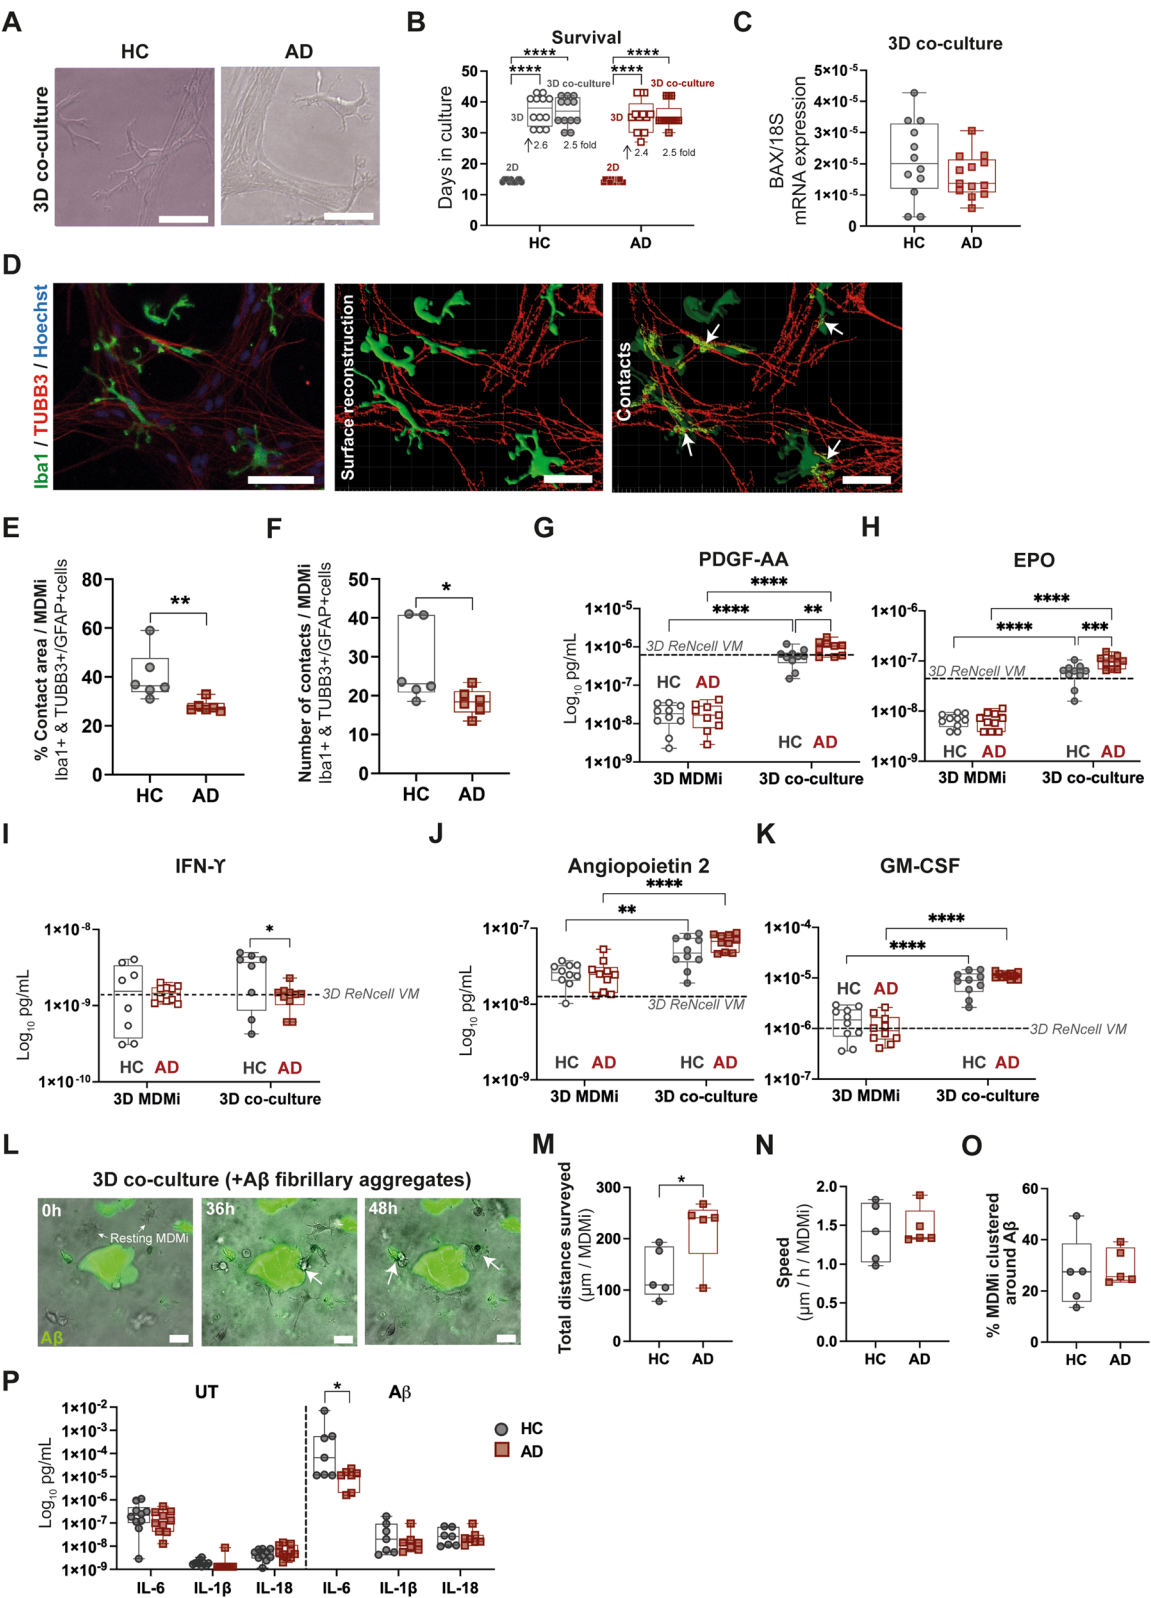 A
HC
AD
3D co-culture
B
Survival
****
****
****
****
Days in culture
50
40
30
20
10
0
3D co-culture
3D co-culture
3D
3D
2.6
2.5 fold
2.4
2.5 fold
2D
2D
HC
AD
C
3D co-culture
BAX/18S
mRNA expression
5×10⁻⁵
4×10⁻⁵
3×10⁻⁵
2×10⁻⁵
1×10⁻⁵
0
HC
AD
D
Iba1 / TUBB3 / Hoechst
Surface reconstruction
Contacts
E
% Contact area / MDMi
Iba1+ & TUBB3+/GFAP+cells
80
60
40
20
0
**
HC
AD
F
Number of contacts / MDMi
Iba1+ & TUBB3+/GFAP+cells
50
40
30
20
10
0
*
HC
AD
G
PDGF-AA
****
****
**
Log₁₀ pg/mL
1×10⁻⁵
1×10⁻⁶
1×10⁻⁷
1×10⁻⁸
1×10⁻⁹
3D ReNcell VM
HC
AD
HC
AD
3D MDMi
3D co-culture
H
EPO
****
****
***
1×10⁻⁶
1×10⁻⁷
1×10⁻⁸
1×10⁻⁹
3D ReNcell VM
HC
AD
HC
AD
3D MDMi
3D co-culture
I
IFN-ϒ
*
Log₁₀ pg/mL
1×10⁻⁸
1×10⁻⁹
1×10⁻¹⁰
3D ReNcell VM
HC
AD
HC
AD
3D MDMi
3D co-culture
J
Angiopoietin 2
****
**
Log₁₀ pg/mL
1×10⁻⁷
1×10⁻⁸
1×10⁻⁹
3D ReNcell VM
HC
AD
HC
AD
3D MDMi
3D co-culture
K
GM-CSF
****
****
1×10⁻⁴
1×10⁻⁵
1×10⁻⁶
1×10⁻⁷
3D ReNcell VM
HC
AD
HC
AD
3D MDMi
3D co-culture
L
3D co-culture (+Aβ fibrillary aggregates)
0h
Resting MDMi
Aβ
36h
48h
M
Total distance surveyed
(µm / MDMi)
300
200
100
0
*
HC
AD
N
Speed
(µm / h / MDMi)
2.0
1.5
1.0
0.5
0.0
HC
AD
O
% MDMi clustered
around Aβ
60
40
20
0
HC
AD
P
UT
Aβ
*
Log₁₀ pg/mL
1×10⁻²
1×10⁻³
1×10⁻⁴
1×10⁻⁵
1×10⁻⁶
1×10⁻⁷
1×10⁻⁸
1×10⁻⁹
IL-6
IL-1β
IL-18
IL-6
IL-1β
IL-18
HC
AD